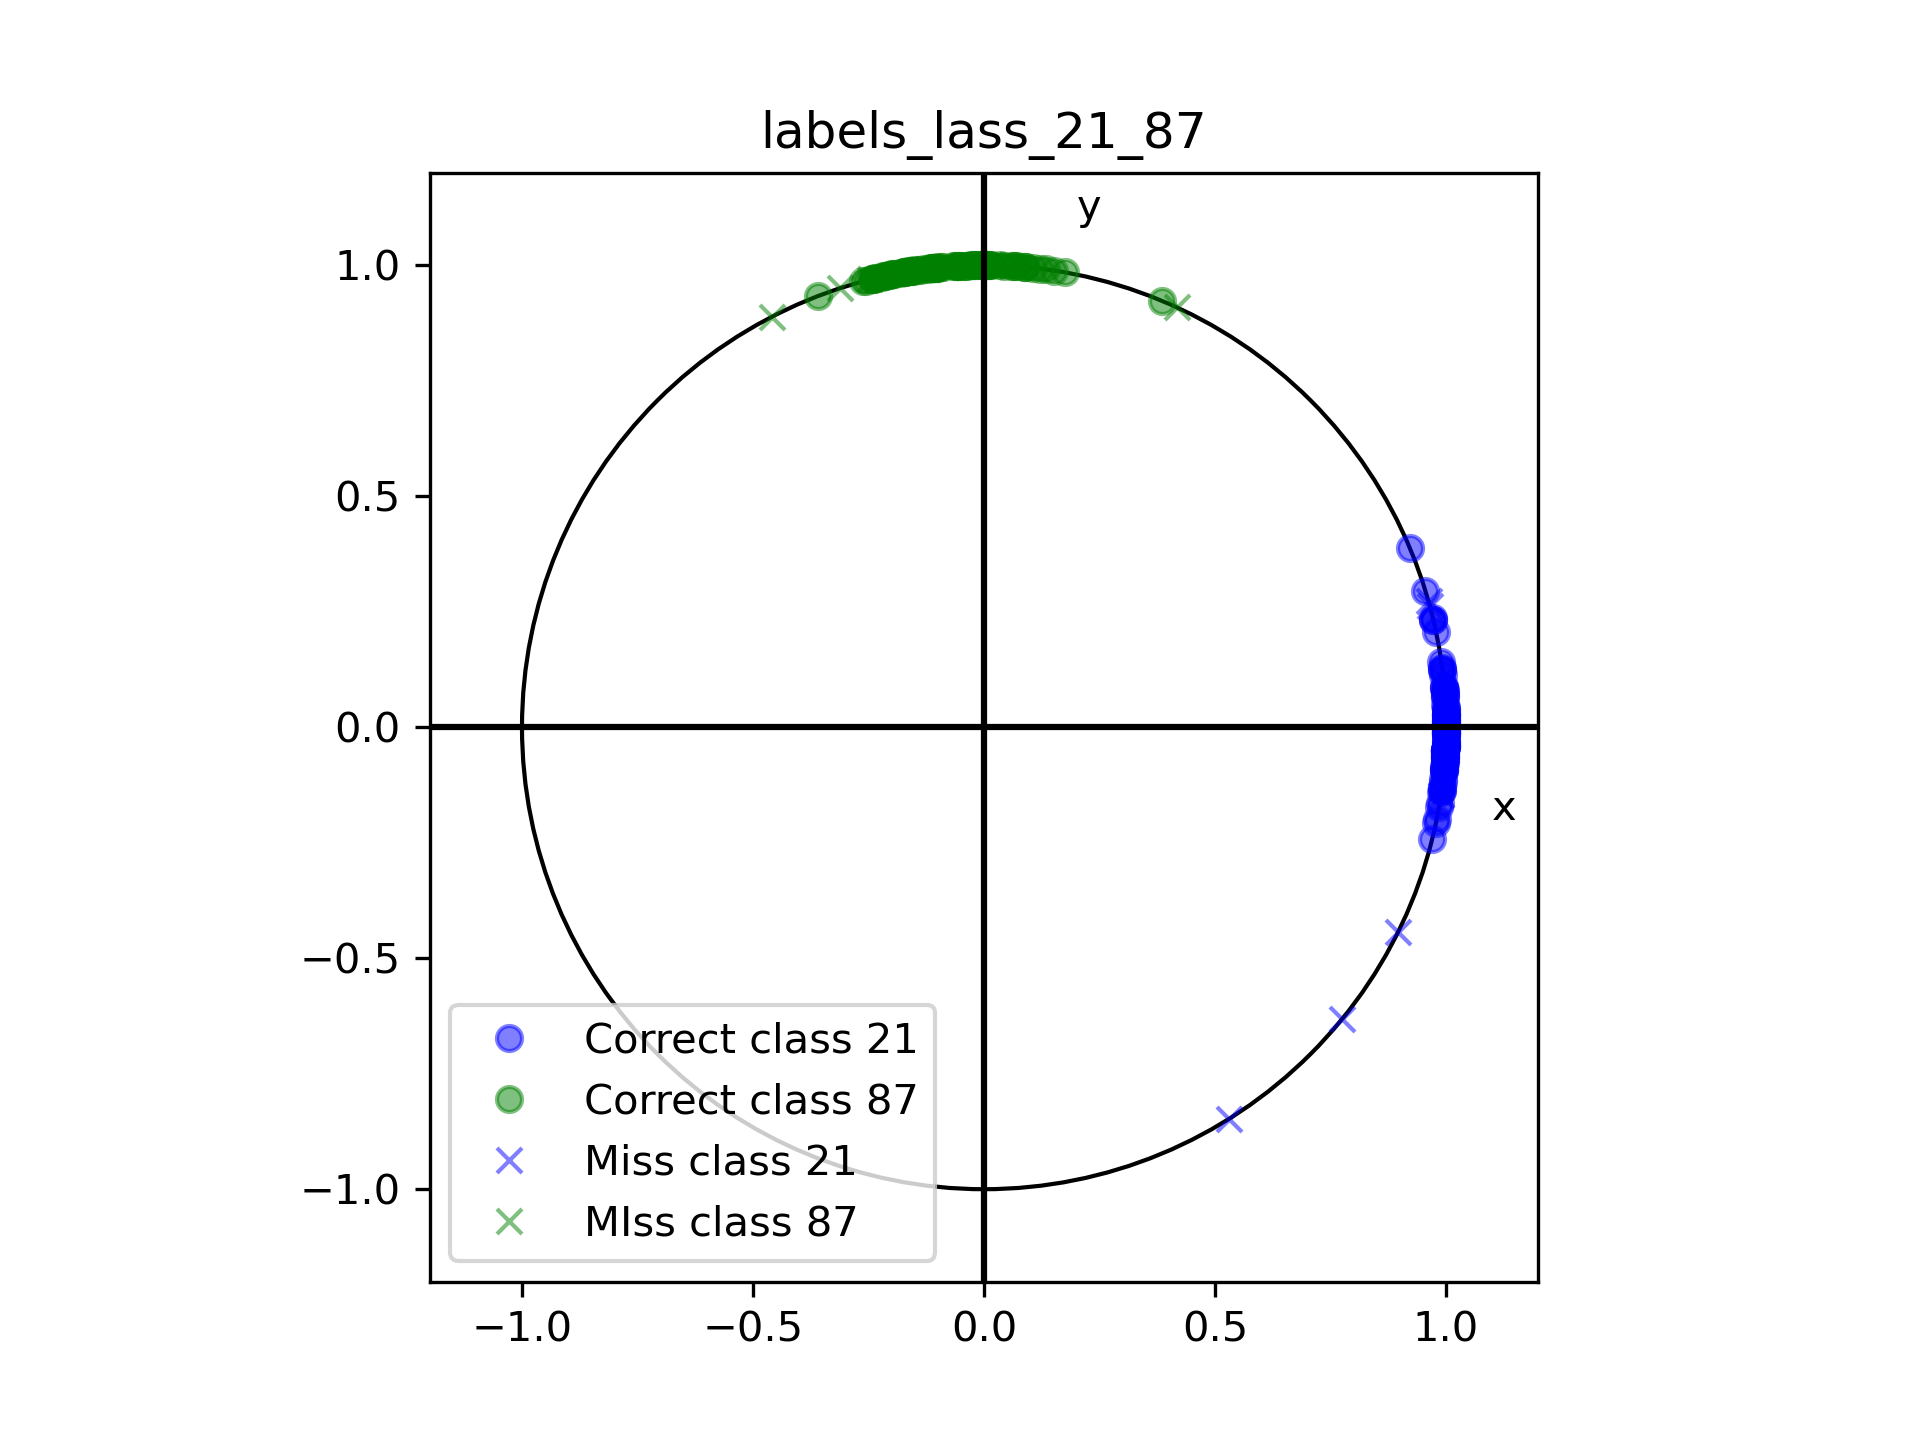 labels_lass_21_87
y
1.0
0.5
0.0
−0.5
−1.0
x
Correct class 21
Correct class 87
Miss class 21
MIss class 87
−1.0 −0.5 0.0 0.5 1.0